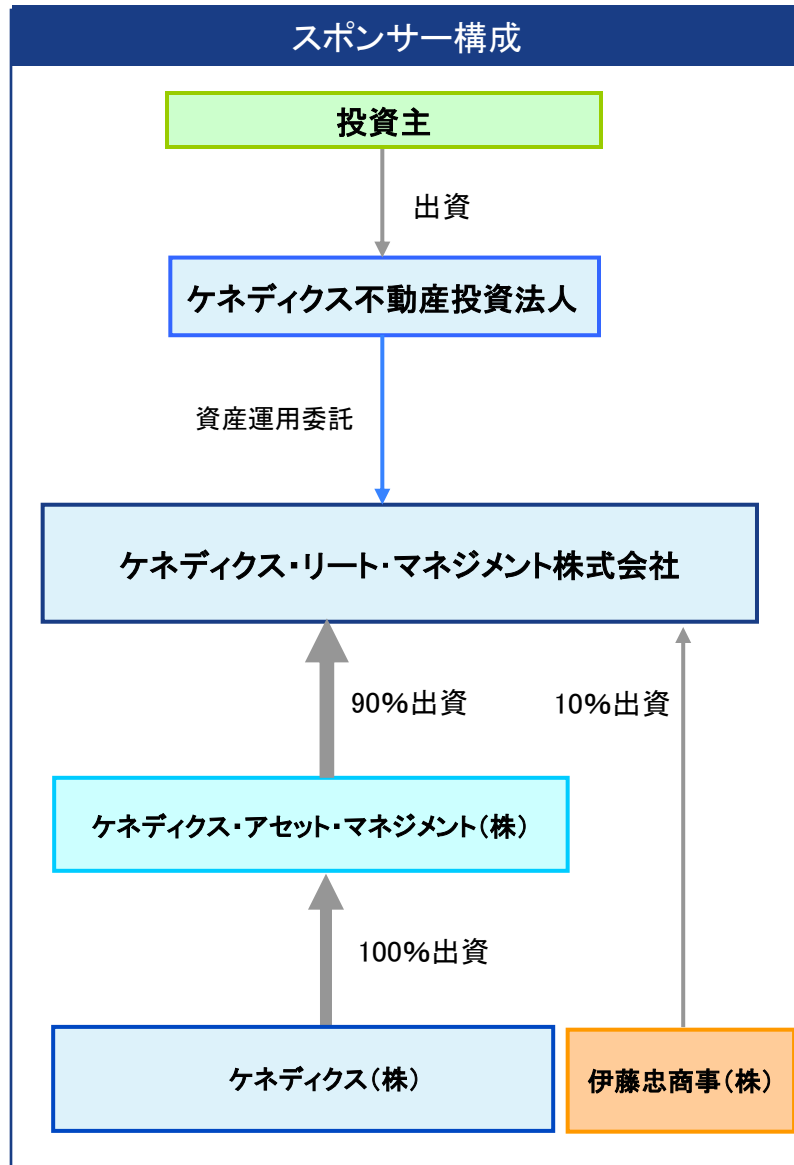 スポンサー構成
投資主
出資
ケネディクス不動産投資法人
資産運用委託
ケネディクス・リート・マネジメント株式会社
90%出資
10%出資
ケネディクス・アセット・マネジメント(株)
100%出資
ケネディクス(株)
伊藤忠商事(株)